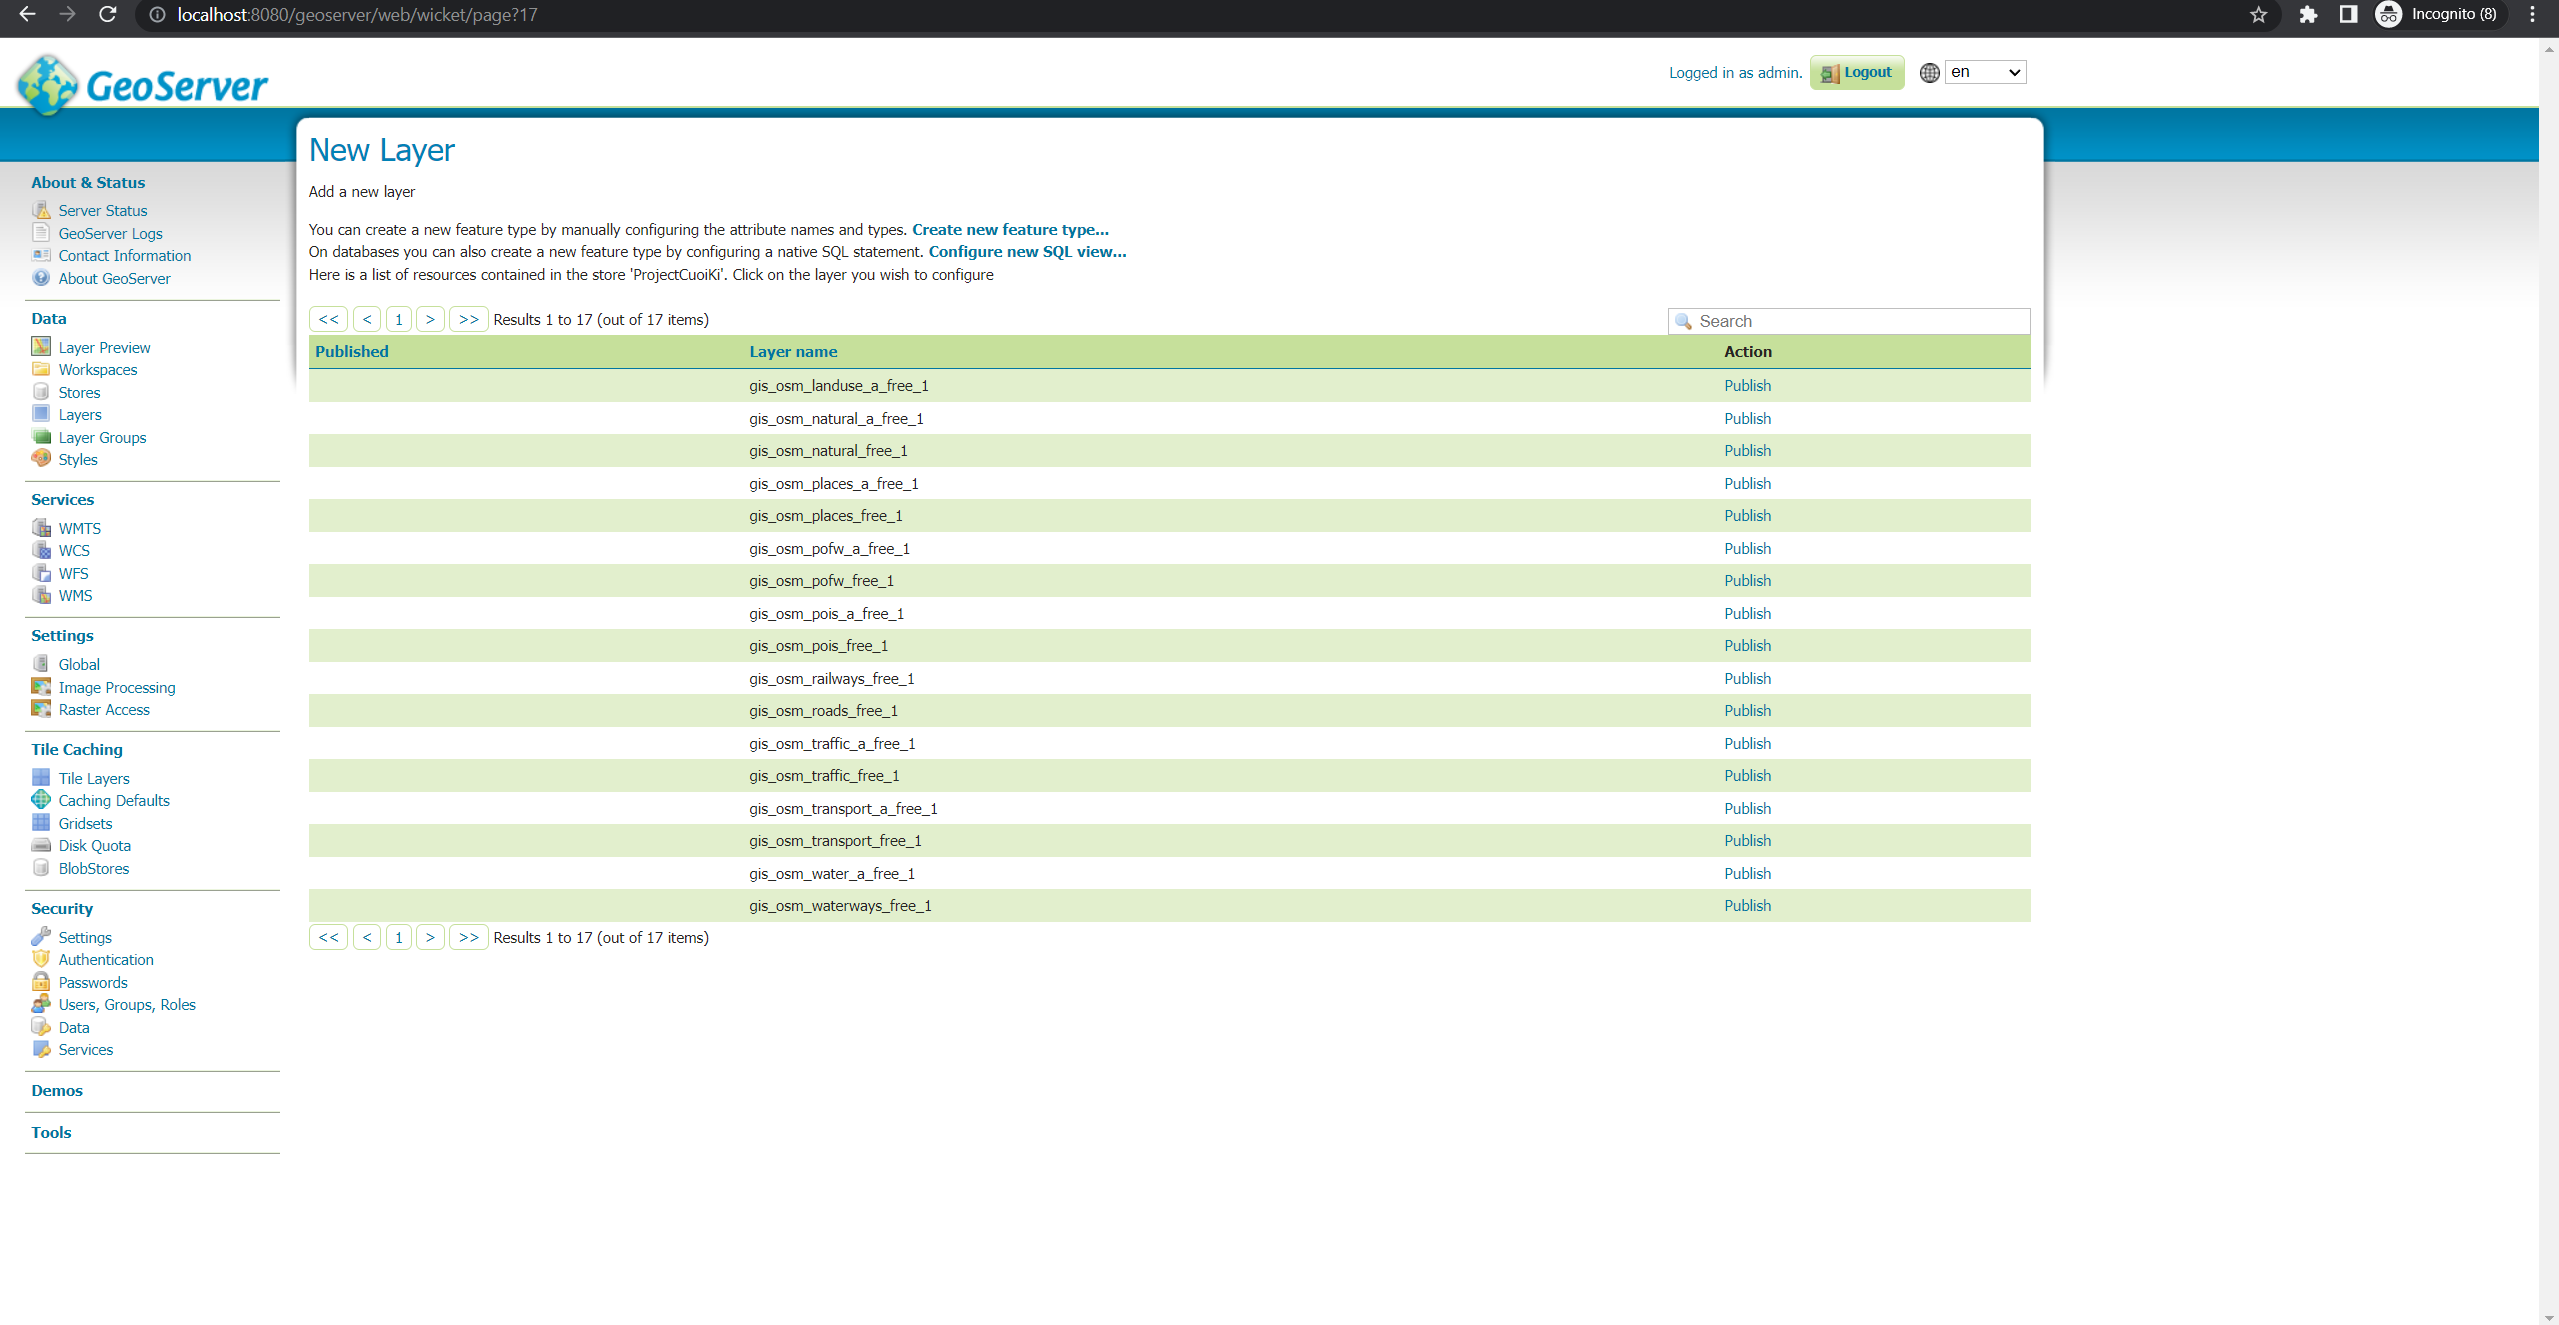 localhost:8080/geoserver/web/wicket/page?17
Incognito (8)
GeoServer
Logged in as admin.
Logout
en
About & Status
Server Status
GeoServer Logs
Contact Information
About GeoServer
Data
Layer Preview
Workspaces
Stores
Layers
Layer Groups
Styles
Services
WMTS
WCS
WFS
WMS
Settings
Global
Image Processing
Raster Access
Tile Caching
Tile Layers
Caching Defaults
Gridsets
Disk Quota
BlobStores
Security
Settings
Authentication
Passwords
Users, Groups, Roles
Data
Services
Demos
Tools
New Layer
Add a new layer
You can create a new feature type by manually configuring the attribute names and types. Create new feature type...
On databases you can also create a new feature type by configuring a native SQL statement. Configure new SQL view...
Here is a list of resources contained in the store 'ProjectCuoiKi'. Click on the layer you wish to configure
<< < 1 > >> Results 1 to 17 (out of 17 items)
Search
Published Layer name Action
gis_osm_landuse_a_free_1 Publish
gis_osm_natural_a_free_1 Publish
gis_osm_natural_free_1 Publish
gis_osm_places_a_free_1 Publish
gis_osm_places_free_1 Publish
gis_osm_pofw_a_free_1 Publish
gis_osm_pofw_free_1 Publish
gis_osm_pois_a_free_1 Publish
gis_osm_pois_free_1 Publish
gis_osm_railways_free_1 Publish
gis_osm_roads_free_1 Publish
gis_osm_traffic_a_free_1 Publish
gis_osm_traffic_free_1 Publish
gis_osm_transport_a_free_1 Publish
gis_osm_transport_free_1 Publish
gis_osm_water_a_free_1 Publish
gis_osm_waterways_free_1 Publish
<< < 1 > >> Results 1 to 17 (out of 17 items)